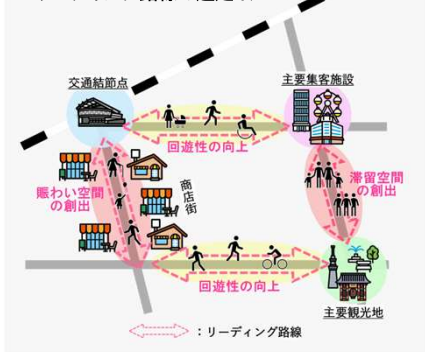 交通結節点
主要集客施設
回遊性の向上
賑わい空間
の創出
商店街
滞留空間
の創出
回遊性の向上
主要観光地
：リーディング路線